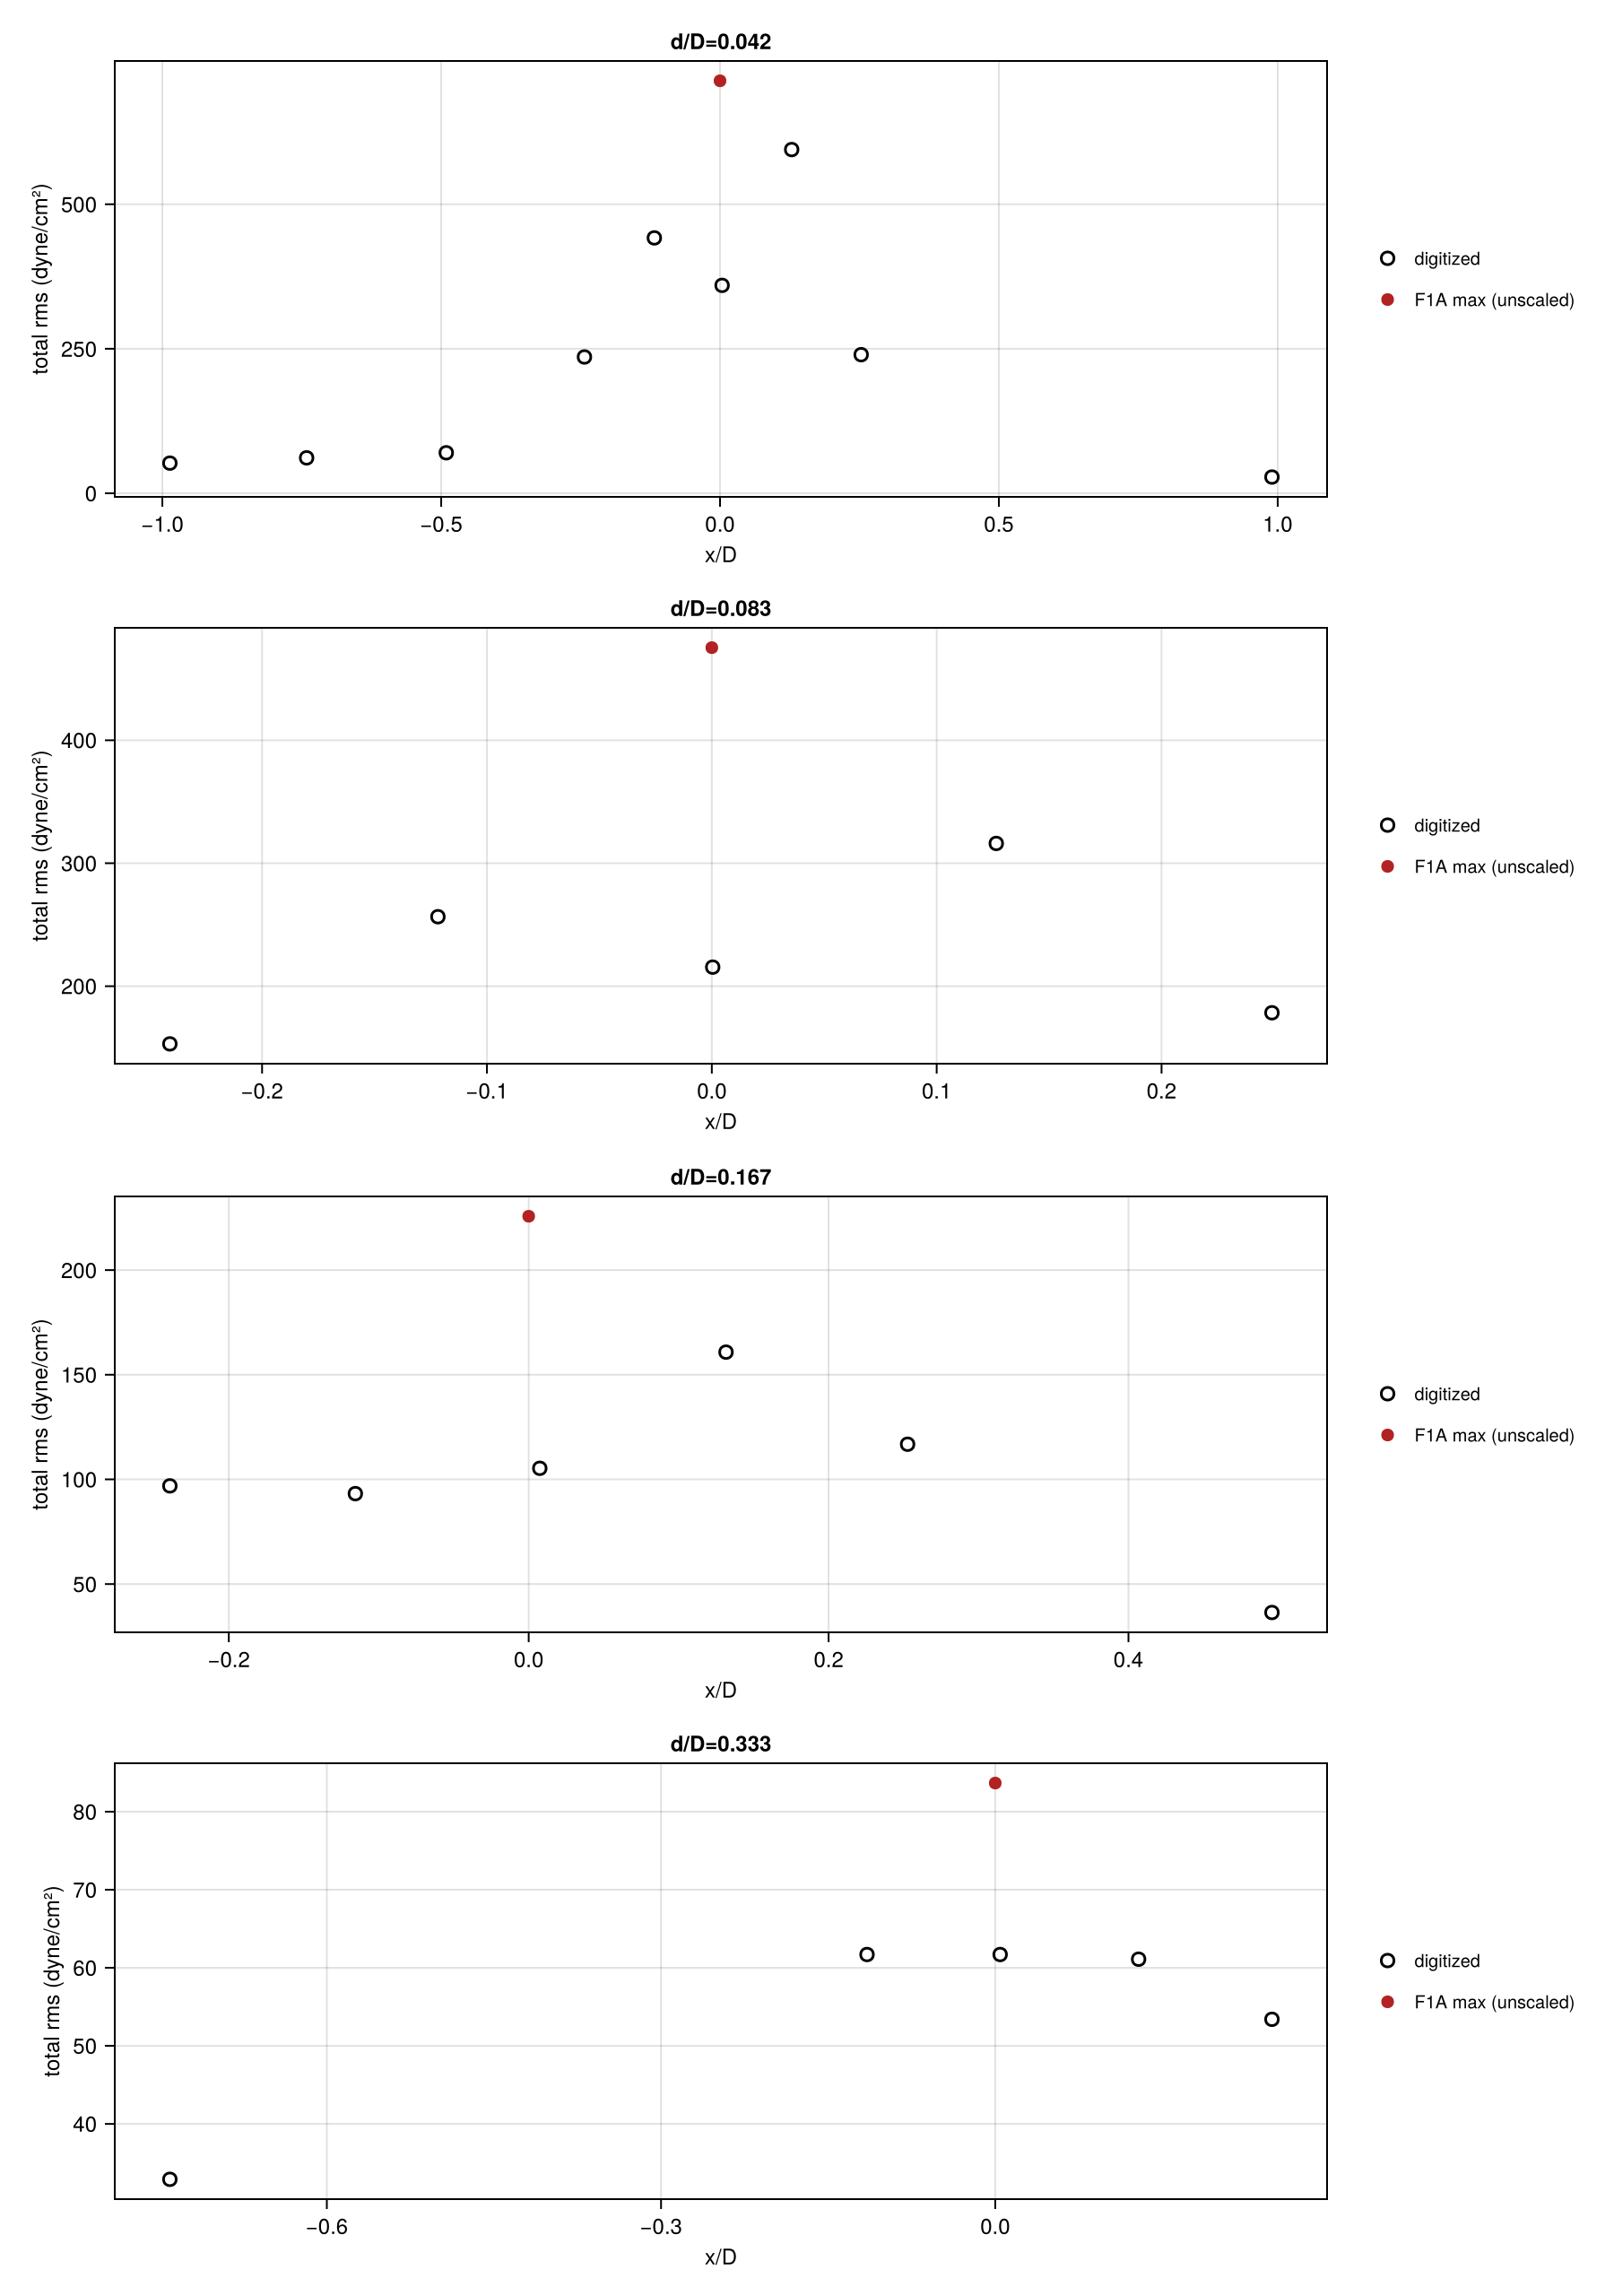 d/D=0.042
total rms (dyne/cm²)
500
250
0
−1.0 −0.5 0.0 0.5 1.0
x/D
digitized
F1A max (unscaled)
d/D=0.083
total rms (dyne/cm²)
400
300
200
−0.2 −0.1 0.0 0.1 0.2
x/D
digitized
F1A max (unscaled)
d/D=0.167
total rms (dyne/cm²)
200
150
100
50
−0.2 0.0 0.2 0.4
x/D
digitized
F1A max (unscaled)
d/D=0.333
total rms (dyne/cm²)
80
70
60
50
40
−0.6 −0.3 0.0
x/D
digitized
F1A max (unscaled)